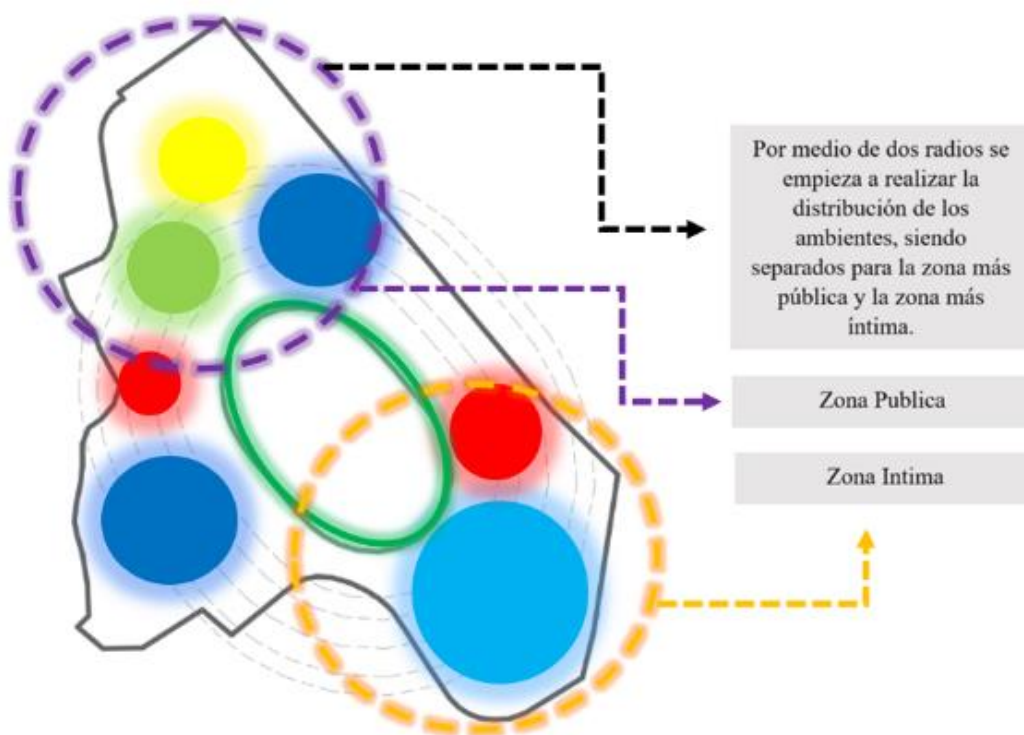 Por medio de dos radios se
empieza a realizar la
distribución de los
ambientes, siendo
separados para la zona más
pública y la zona más
íntima.
Zona Publica
Zona Intima